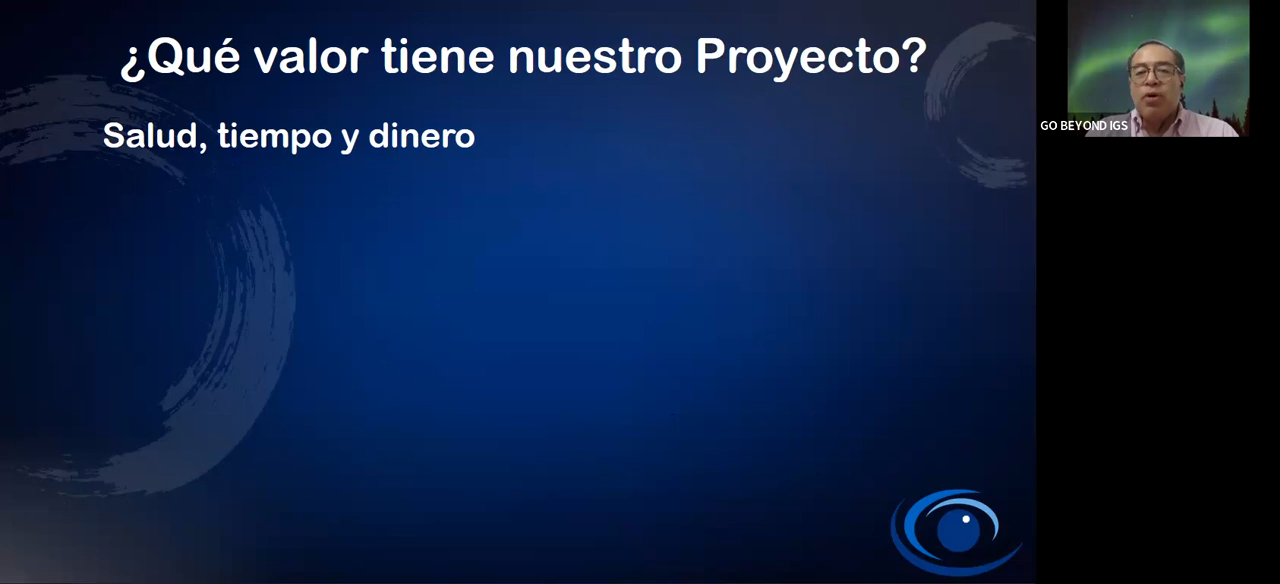 ¿Qué valor tiene nuestro Proyecto?
Salud, tiempo y dinero
GO BEYOND IGS